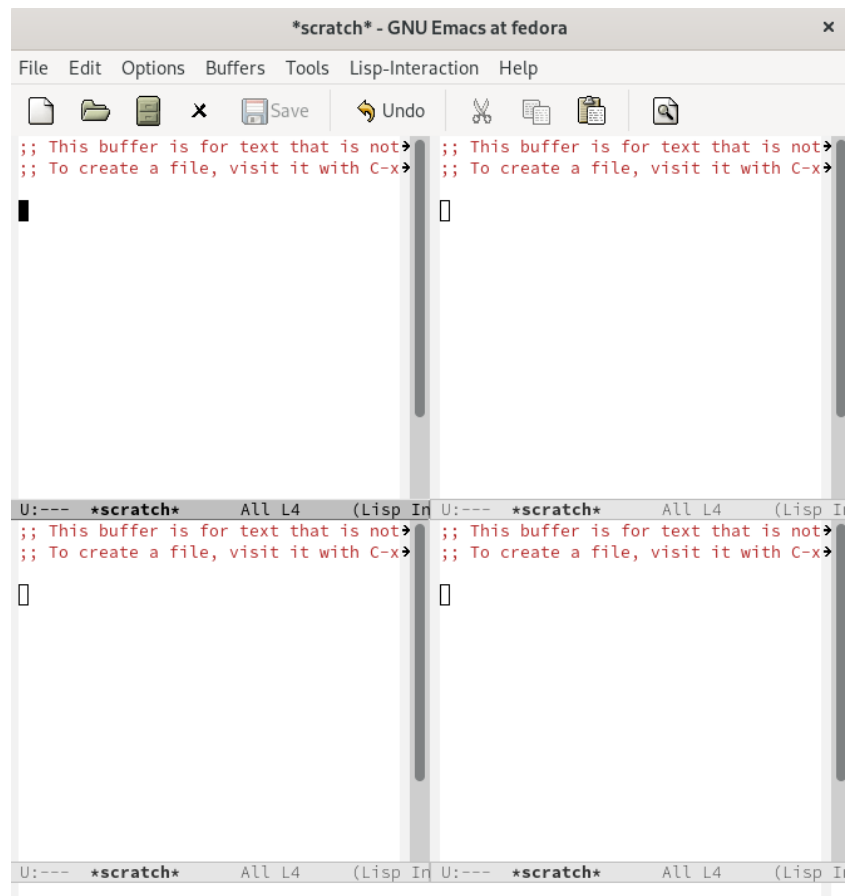 *scratch* - GNU Emacs at fedora ×
File Edit Options Buffers Tools Lisp-Interaction Help
Save Undo
;; This buffer is for text that is not
;; To create a file, visit it with C-x
U:--- *scratch* All L4 (Lisp In
;; This buffer is for text that is not
;; To create a file, visit it with C-x
U:--- *scratch* All L4 (Lisp I
;; This buffer is for text that is not
;; To create a file, visit it with C-x
U:--- *scratch* All L4 (Lisp In
;; This buffer is for text that is not
;; To create a file, visit it with C-x
U:--- *scratch* All L4 (Lisp I